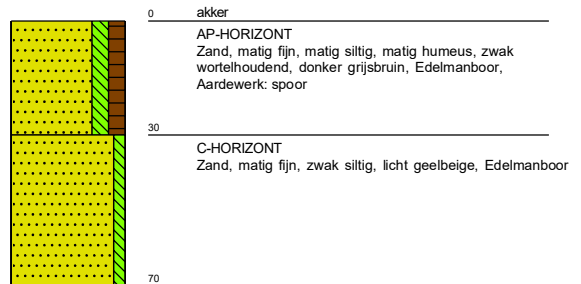 0 akker
AP-HORIZONT
Zand, matig fijn, matig siltig, matig humeus, zwak
wortelhoudend, donker grijsbruin, Edelmanboor,
Aardewerk: spoor
30
C-HORIZONT
Zand, matig fijn, zwak siltig, licht geelbeige, Edelmanboor
70